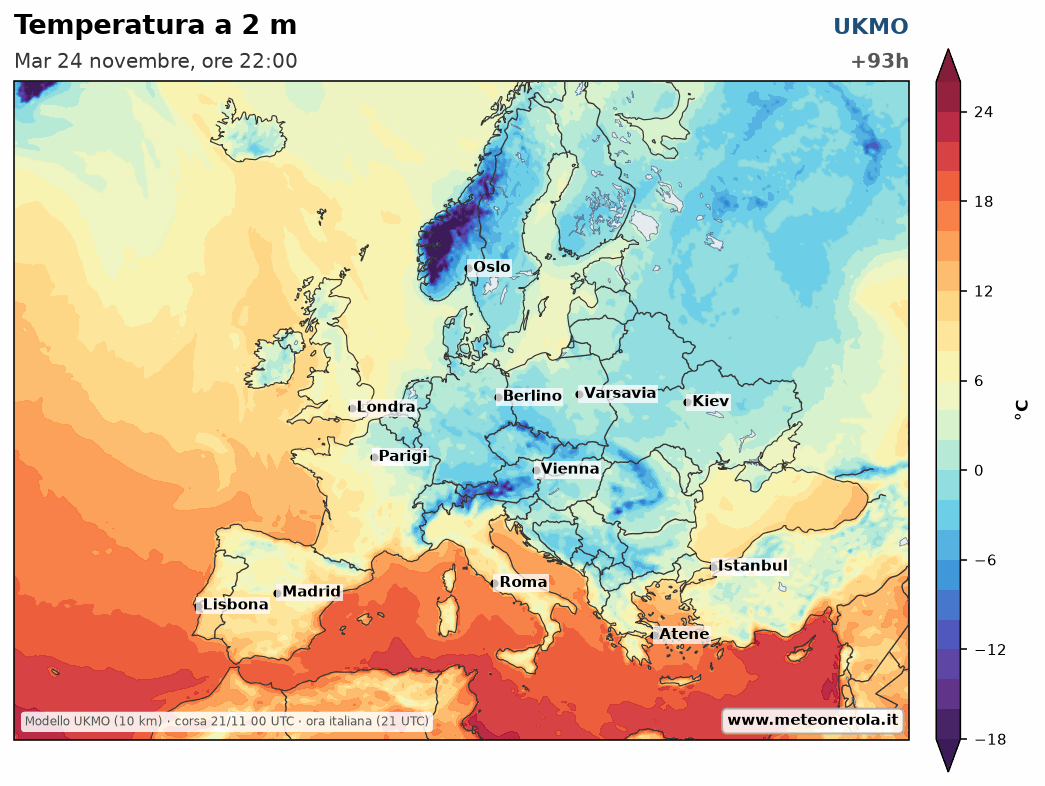 Temperatura a 2 m
UKMO
Mar 24 novembre, ore 22:00
+93h
24
18
12
6
0
−6
−12
−18
°C
Oslo
Berlino
Varsavia
Kiev
Londra
Parigi
Vienna
Istanbul
Roma
Madrid
Lisbona
Atene
Modello UKMO (10 km) · corsa 21/11 00 UTC · ora italiana (21 UTC)
www.meteonerola.it